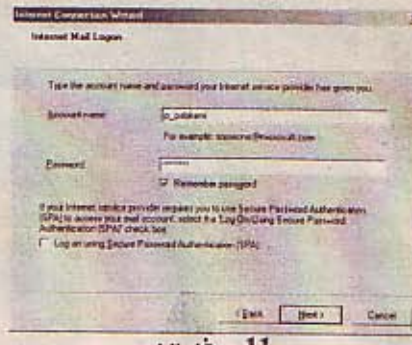 Internet Connection Wizard
Internet Mail Logon
Type the account name and password your Internet service provider has given you.
Account name:
For example: someone@microsoft.com
Password:
Remember password
If your Internet service provider requires you to use Secure Password Authentication
(SPA) to access your mail account, select the 'Log On Using Secure Password
Authentication (SPA)' check box.
Log on using Secure Password Authentication (SPA)
< Back Next > Cancel
11